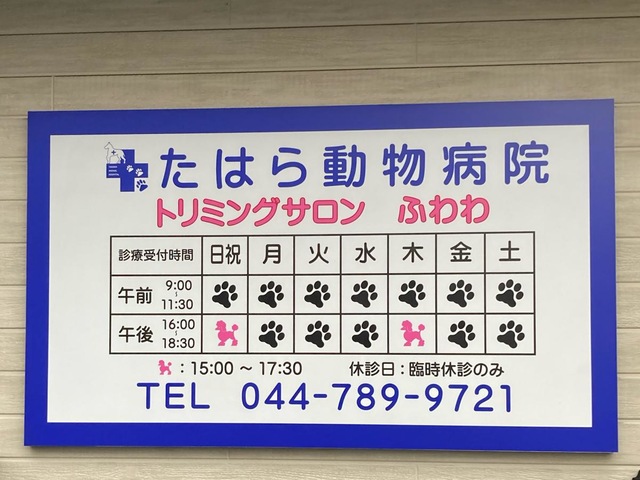 たはら動物病院
トリミングサロン ふわわ
診療受付時間 日祝 月 火 水 木 金 土
午前 9:00~11:30
午後 16:00~18:30
：15:00～17:30 休診日：臨時休診のみ
TEL 044-789-9721